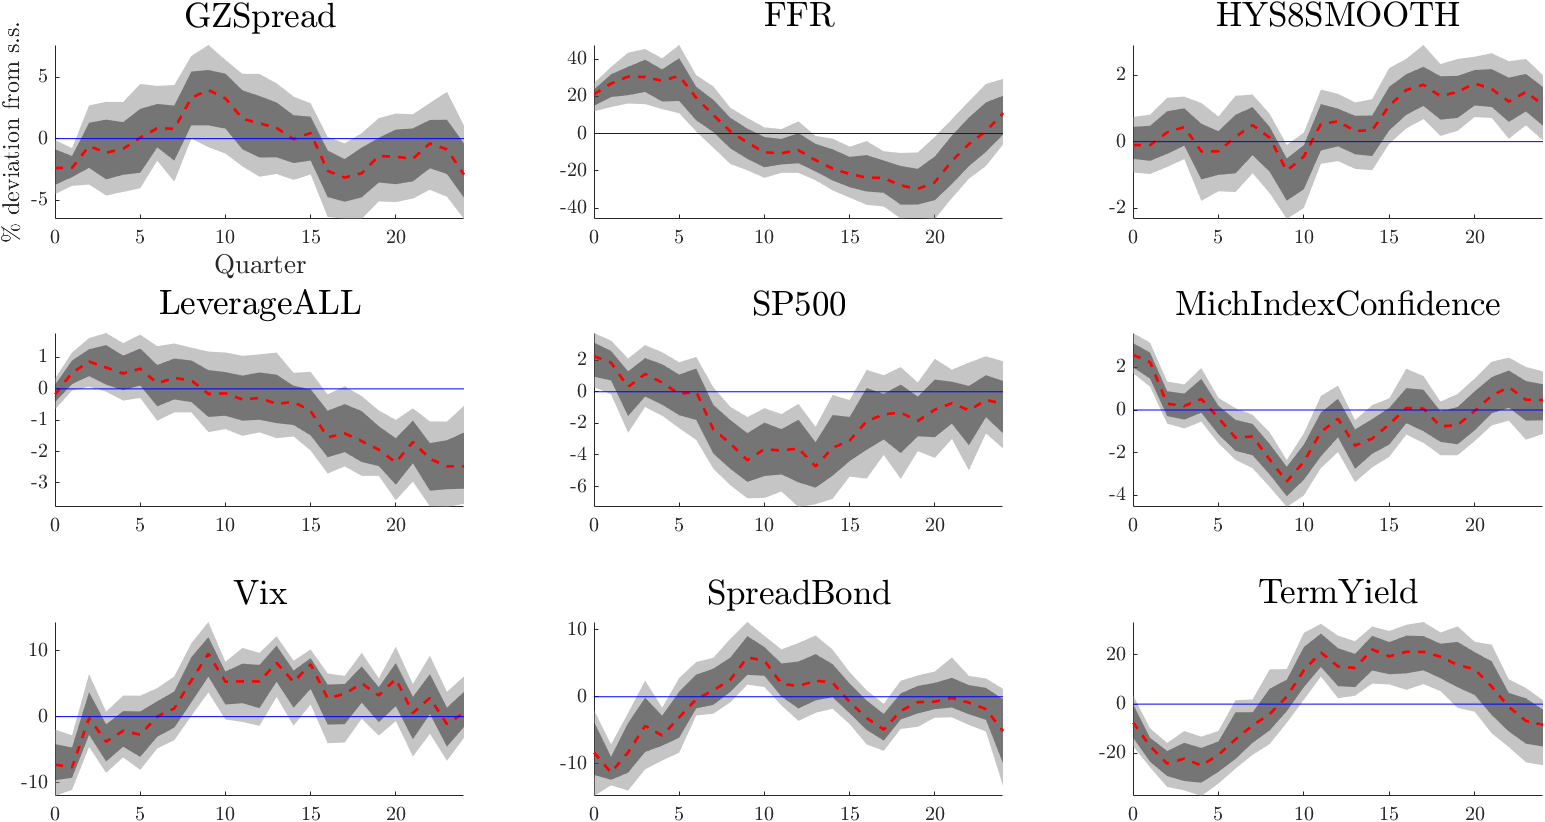 GZSpread FFR HYS8SMOOTH
% deviation from s.s.
5 40 2
0 20 0
-5 0 -2
-20
-40
0 5 10 15 20 0 5 10 15 20 0 5 10 15 20
Quarter
LeverageALL SP500 MichIndexConfidence
1 2 2
0 0 0
-1 -2 -2
-2 -4 -4
-3 -6
0 5 10 15 20 0 5 10 15 20 0 5 10 15 20
Vix SpreadBond TermYield
10 10 20
0 0 0
-10 -10 -20
0 5 10 15 20 0 5 10 15 20 0 5 10 15 20